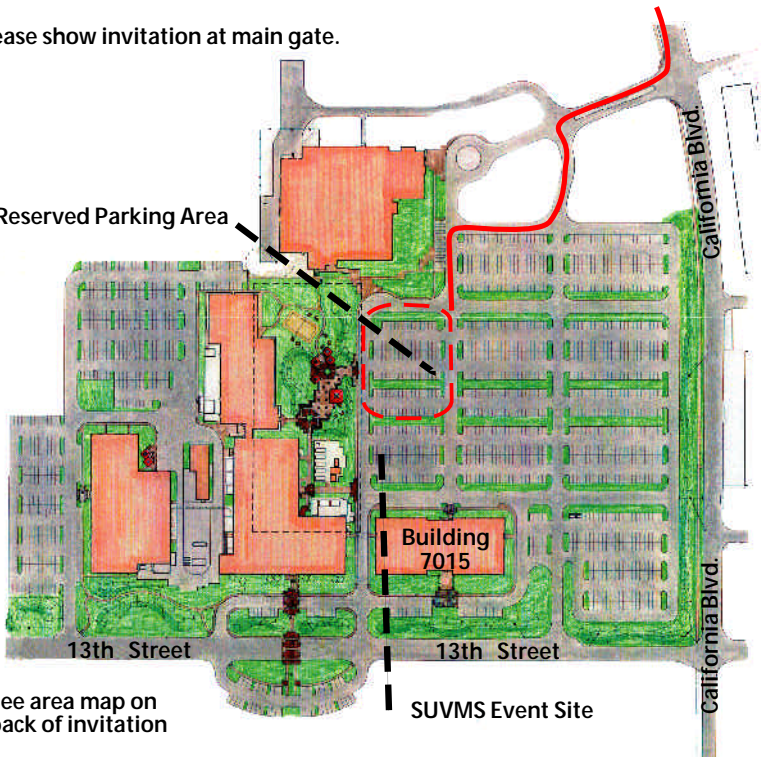 ease show invitation at main gate.
California Blvd.
Reserved Parking Area
Building
7015
California Blvd.
13th Street
13th Street
ee area map on
back of invitation
SUVMS Event Site